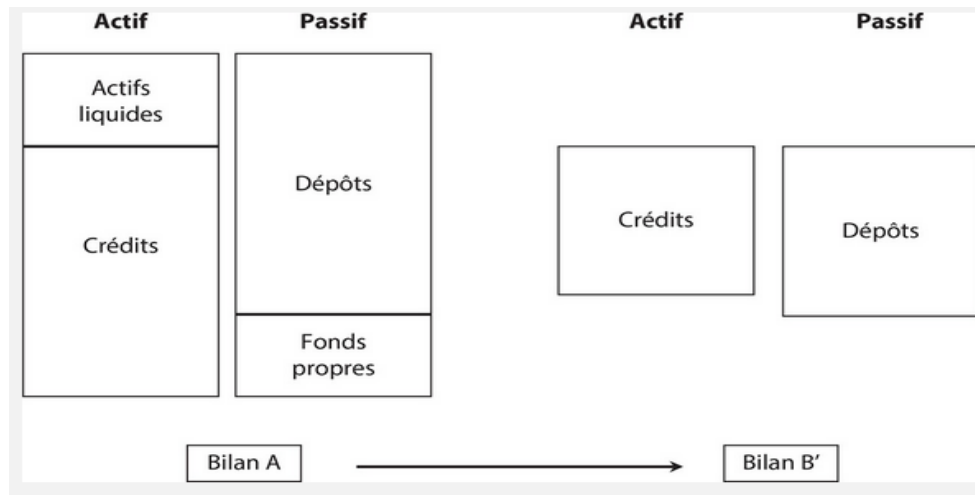 Actif Passif Actif Passif
Actifs
liquides
Dépôts
Crédits
Fonds
propres
Crédits
Dépôts
Bilan A
Bilan B’